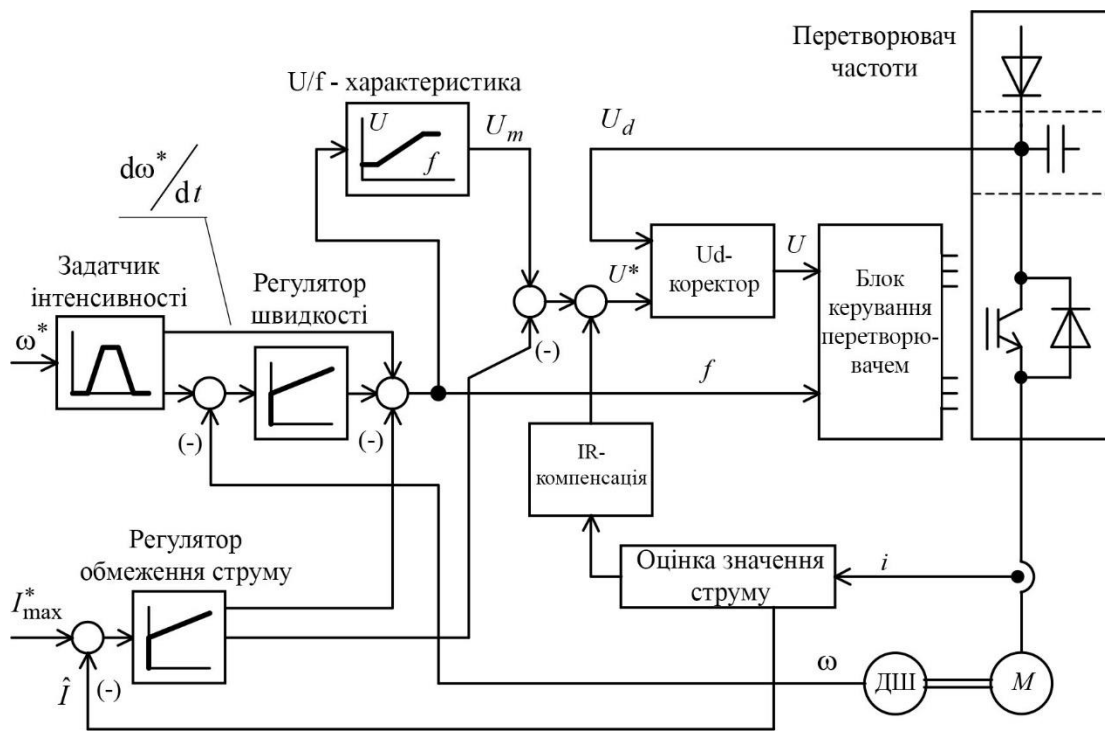 Перетворювач
частоти
U/f - характеристика
U
f
U_m
U_d
dω*/dt
Задатчик
інтенсивності
ω*
Регулятор
швидкості
(-)
(-)
(-)
U*
Ud-
коректор
U
Блок
керування
перетворю-
вачем
f
IR-
компенсація
Регулятор
обмеження струму
I*max
Î
(-)
Оцінка значення
струму
i
ω
ДШ
M